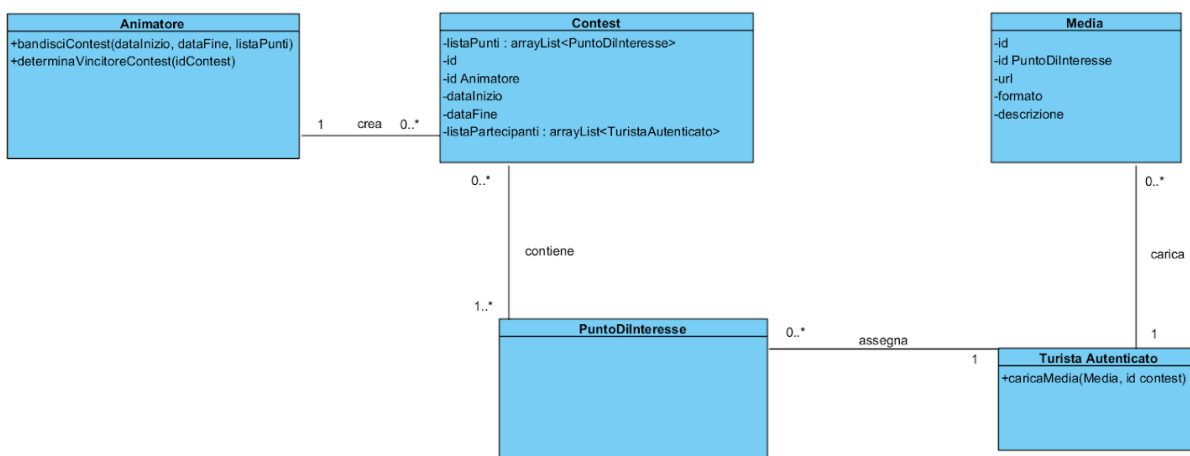 Animatore
+bandisciContest(dataInizio, dataFine, listaPunti)
+determinaVincitoreContest(idContest)
1
crea
0..*
Contest
-listaPunti : arrayList<PuntoDiInteresse>
-id
-id Animatore
-dataInizio
-dataFine
-listaPartecipanti : arrayList<TuristaAutenticato>
Media
-id
-id PuntoDiInteresse
-url
-formato
-descrizione
0..*
contiene
1..*
0..*
carica
1
PuntoDiInteresse
0..*
assegna
1
Turista Autenticato
+caricaMedia(Media, id contest)